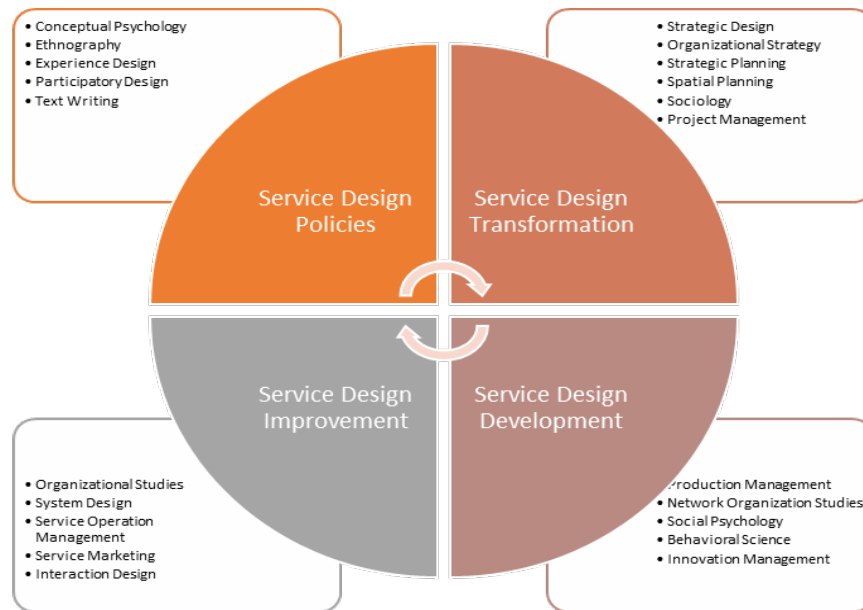 • Conceptual Psychology
• Ethnography
• Experience Design
• Participatory Design
• Text Writing
• Strategic Design
• Organizational Strategy
• Strategic Planning
• Spatial Planning
• Sociology
• Project Management
Service Design
Policies
Service Design
Transformation
Service Design
Improvement
Service Design
Development
• Organizational Studies
• System Design
• Service Operation
Management
• Service Marketing
• Interaction Design
Production Management
• Network Organization Studies
• Social Psychology
• Behavioral Science
• Innovation Management